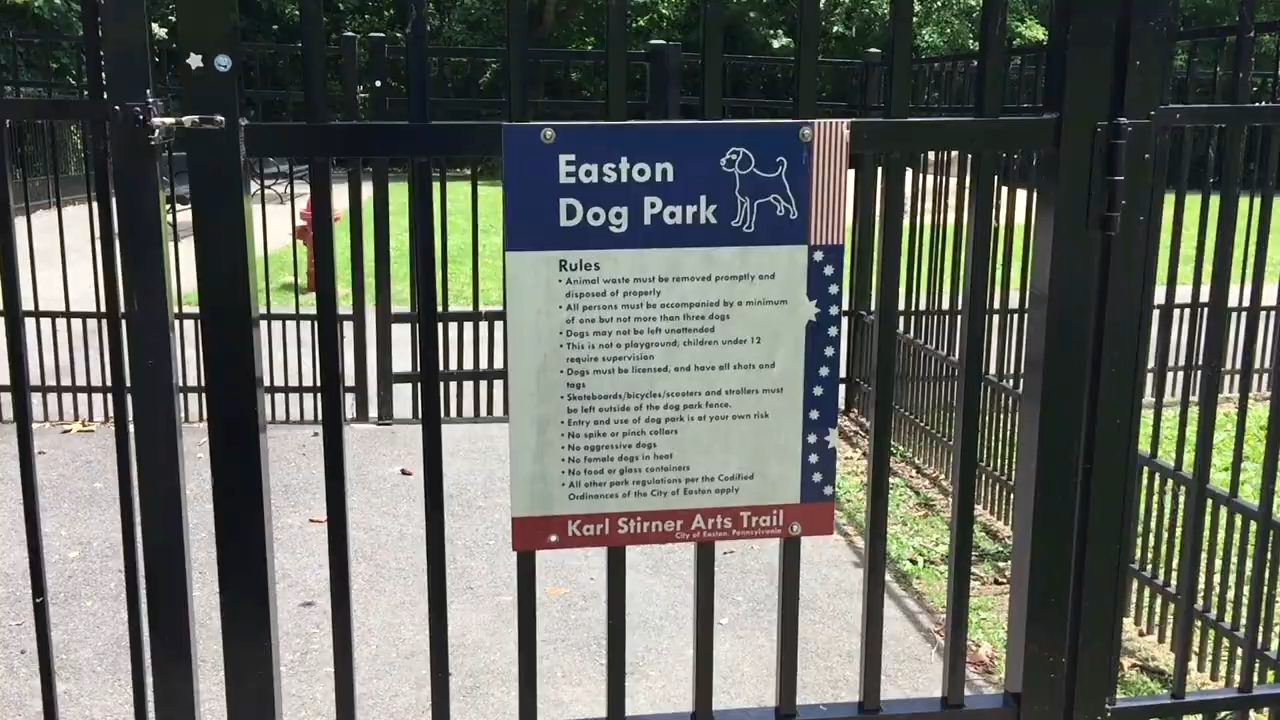 Easton
Dog Park
Rules
• Animal waste must be removed promptly and
disposed of properly
• All persons must be accompanied by a minimum
of one but not more than three dogs
• Dogs may not be left unattended
• This is not a playground; children under 12
require supervision
• Dogs must be licensed, and have all shots and
tags
• Skateboards/bicycles/scooters and strollers must
be left outside of the dog park fence.
• Entry and use of dog park is at your own risk
• No spike or pinch collars
• No aggressive dogs
• No female dogs in heat
• No food or glass containers
• All other park regulations per the Codified
Ordinances of the City of Easton apply
Karl Stirner Arts Trail
City of Easton, Pennsylvania